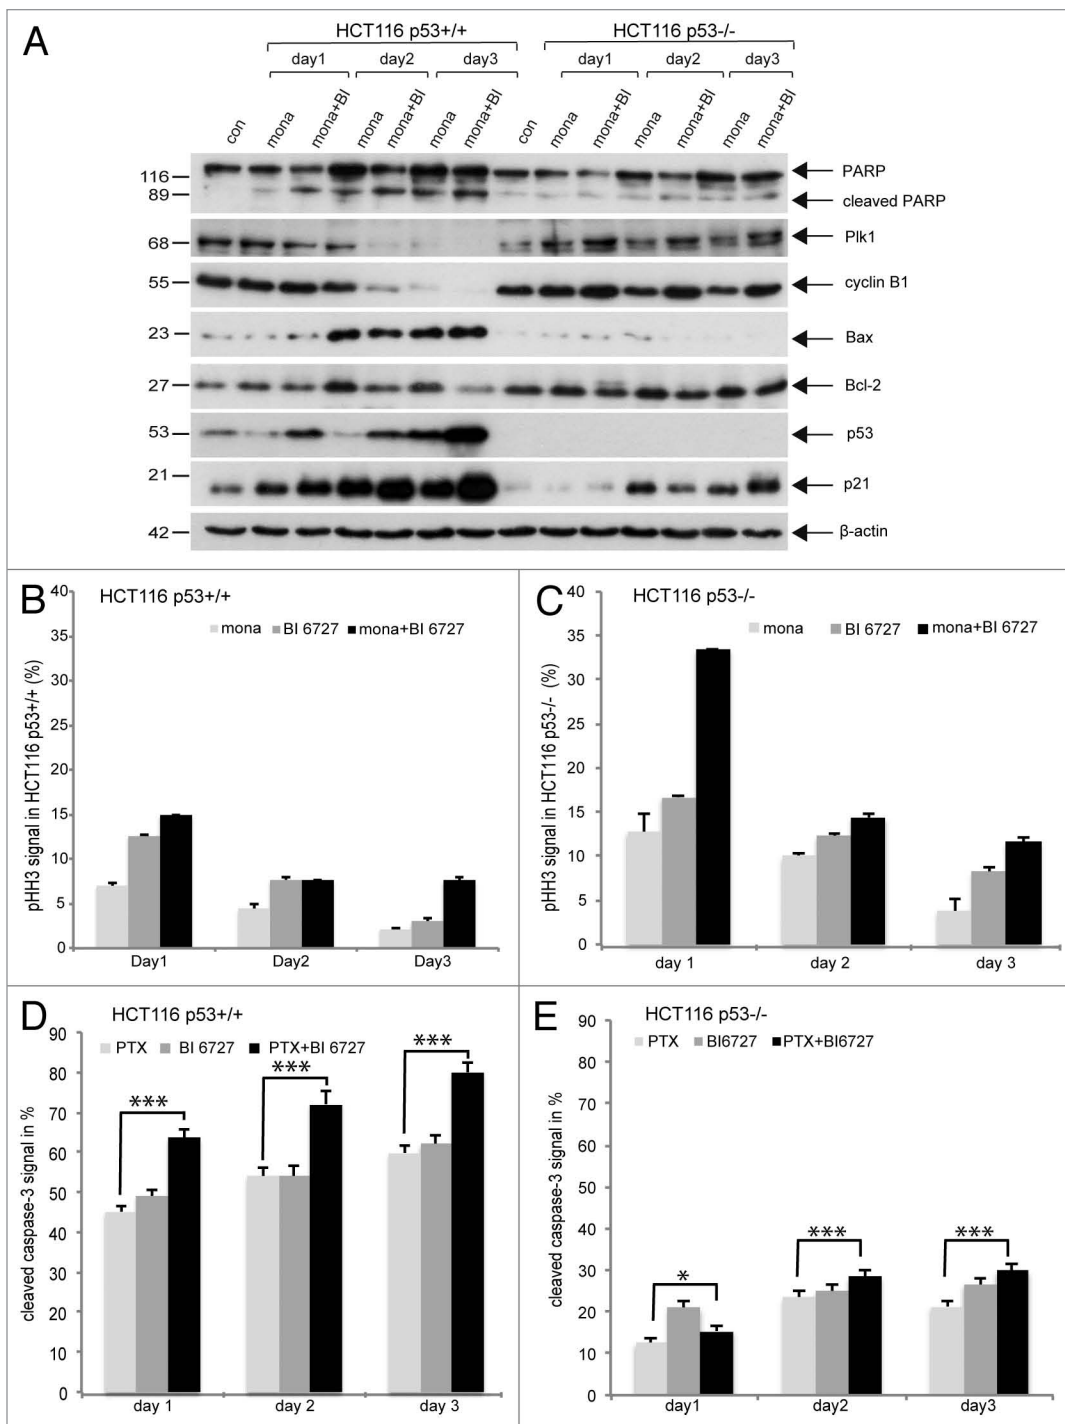 A
HCT116 p53+/+ HCT116 p53-/-
day1 day2 day3 day1 day2 day3
con mona mona+BI mona mona+BI mona mona+BI con mona mona+BI mona mona+BI mona mona+BI
116 PARP
89 cleaved PARP
68 Plk1
55 cyclin B1
23 Bax
27 Bcl-2
53 p53
21 p21
42 β-actin
B
HCT116 p53+/+
mona BI 6727 mona+BI 6727
pHH3 signal in HCT116 p53+/+ (%)
40
35
30
25
20
15
10
5
0
Day1 Day2 Day3
C
HCT116 p53-/-
mona BI 6727 mona+BI 6727
pHH3 signal in HCT116 p53-/- (%)
40
35
30
25
20
15
10
5
0
day 1 day 2 day 3
D
HCT116 p53+/+
PTX BI 6727 PTX+BI 6727
cleaved caspase-3 signal in %
90
80
70
60
50
40
30
20
10
0
*** *** ***
day 1 day 2 day 3
E
HCT116 p53-/-
PTX BI6727 PTX+BI6727
cleaved caspase-3 signal in %
90
80
70
60
50
40
30
20
10
0
* *** ***
day1 day2 day3